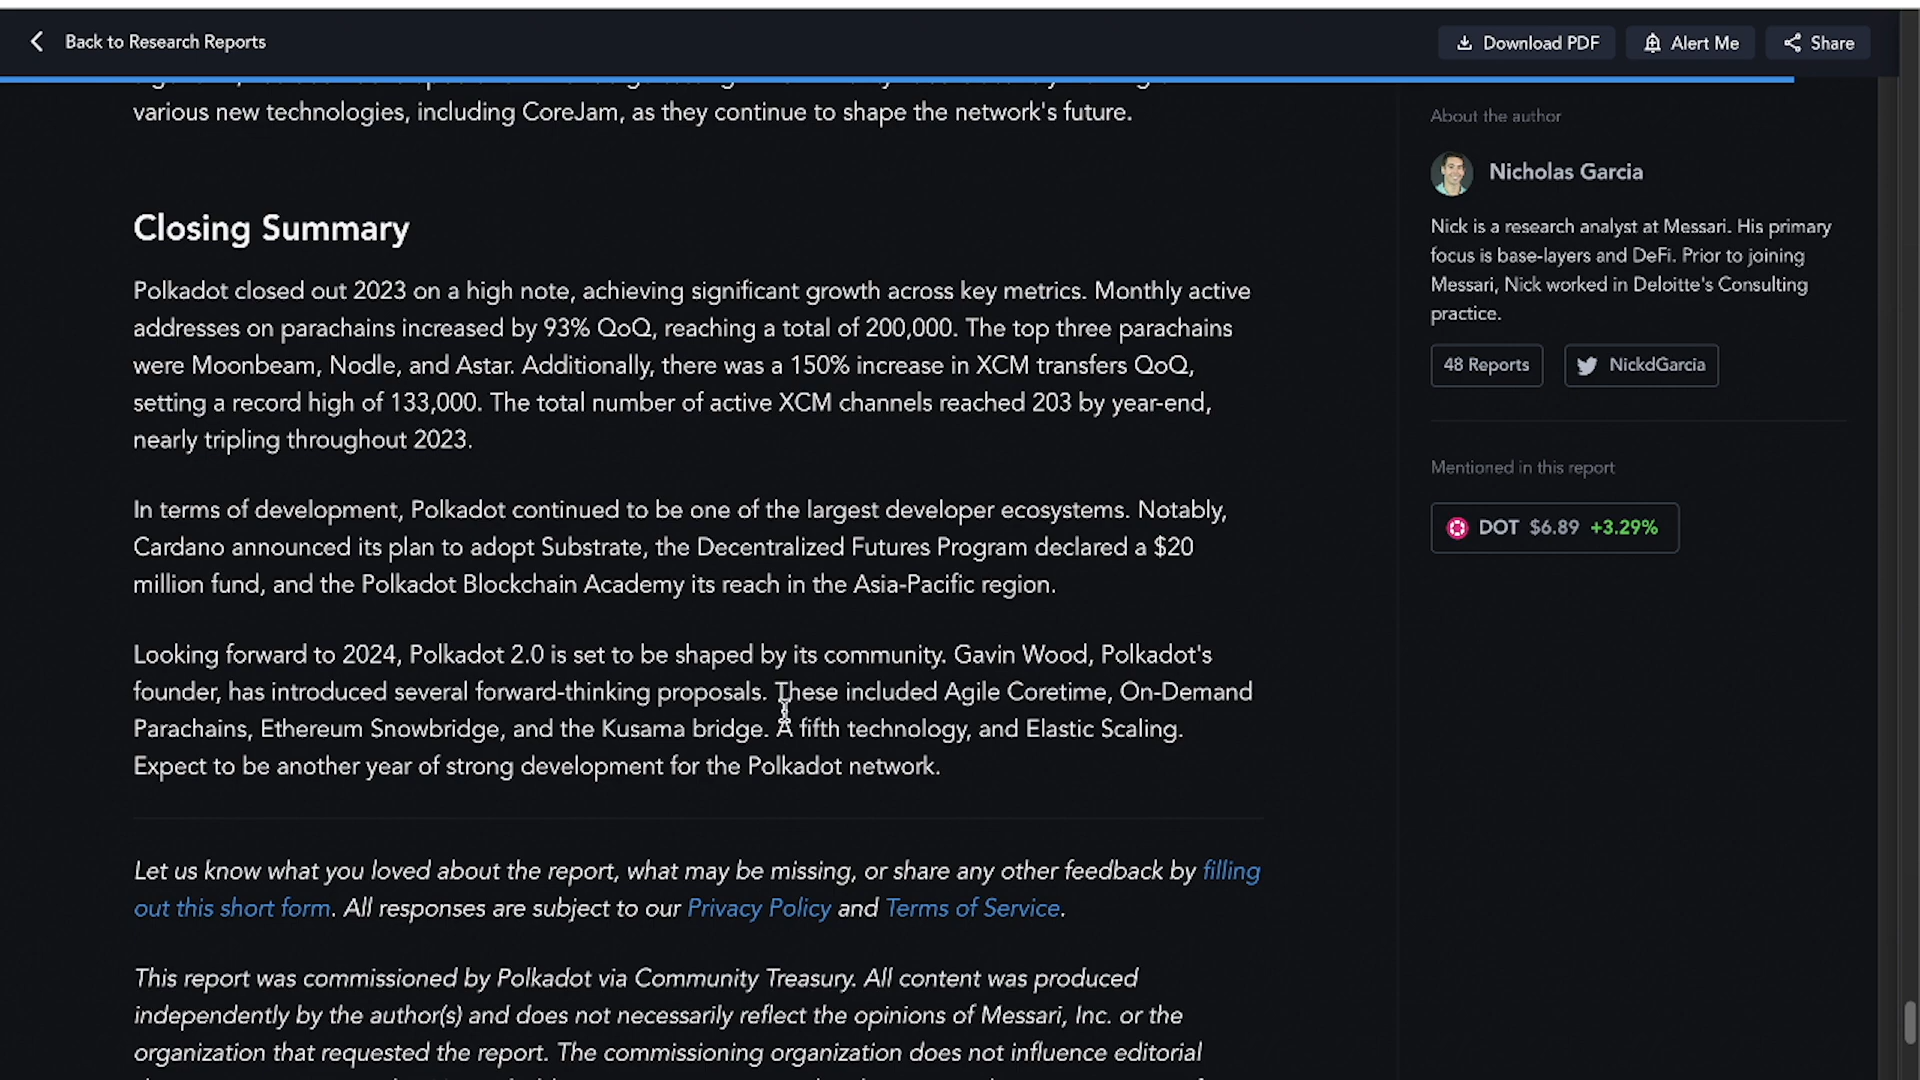 Back to Research Reports
Download PDF
Alert Me
Share
various new technologies, including CoreJam, as they continue to shape the network's future.
Closing Summary
Polkadot closed out 2023 on a high note, achieving significant growth across key metrics. Monthly active
addresses on parachains increased by 93% QoQ, reaching a total of 200,000. The top three parachains
were Moonbeam, Nodle, and Astar. Additionally, there was a 150% increase in XCM transfers QoQ,
setting a record high of 133,000. The total number of active XCM channels reached 203 by year-end,
nearly tripling throughout 2023.
In terms of development, Polkadot continued to be one of the largest developer ecosystems. Notably,
Cardano announced its plan to adopt Substrate, the Decentralized Futures Program declared a $20
million fund, and the Polkadot Blockchain Academy its reach in the Asia-Pacific region.
Looking forward to 2024, Polkadot 2.0 is set to be shaped by its community. Gavin Wood, Polkadot's
founder, has introduced several forward-thinking proposals. These included Agile Coretime, On-Demand
Parachains, Ethereum Snowbridge, and the Kusama bridge. A fifth technology, and Elastic Scaling.
Expect to be another year of strong development for the Polkadot network.
Let us know what you loved about the report, what may be missing, or share any other feedback by filling
out this short form. All responses are subject to our Privacy Policy and Terms of Service.
This report was commissioned by Polkadot via Community Treasury. All content was produced
independently by the author(s) and does not necessarily reflect the opinions of Messari, Inc. or the
organization that requested the report. The commissioning organization does not influence editorial
About the author
Nicholas Garcia
Nick is a research analyst at Messari. His primary
focus is base-layers and DeFi. Prior to joining
Messari, Nick worked in Deloitte's Consulting
practice.
48 Reports
NickdGarcia
Mentioned in this report
DOT $6.89 +3.29%